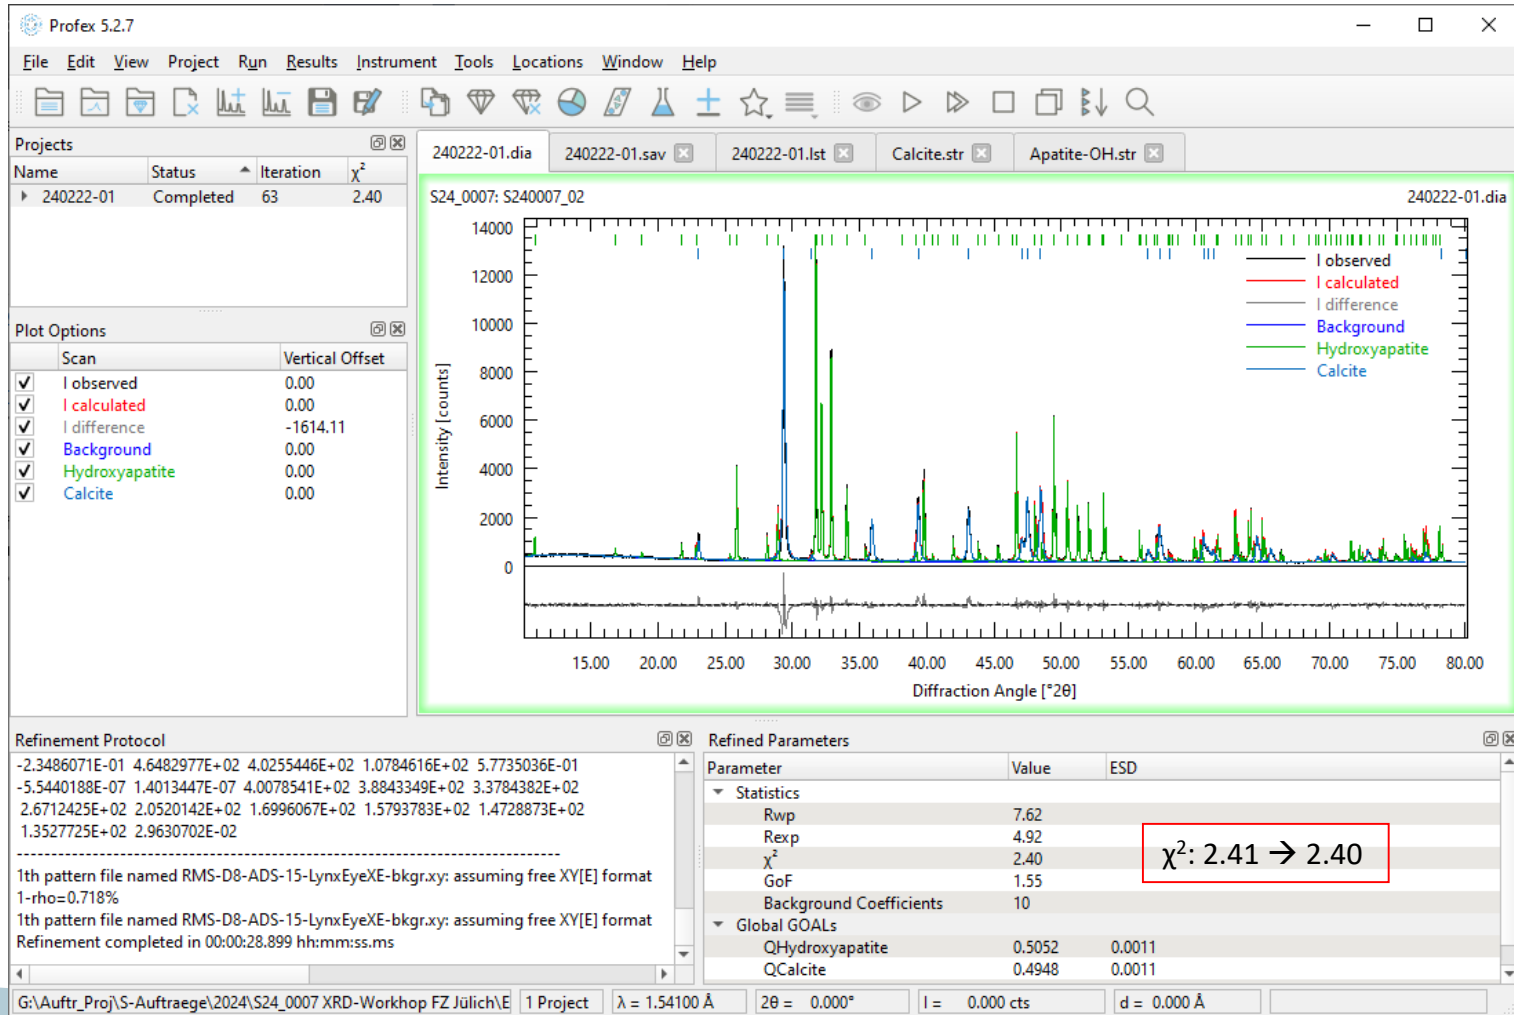 Profex 5.2.7
File Edit View Project Run Results Instrument Tools Locations Window Help
Projects
Name Status Iteration χ²
240222-01 Completed 63 2.40
Plot Options
Scan Vertical Offset
I observed 0.00
I calculated 0.00
I difference -1614.11
Background 0.00
Hydroxyapatite 0.00
Calcite 0.00
240222-01.dia 240222-01.sav 240222-01.lst Calcite.str Apatite-OH.str
S24_0007: S240007_02 240222-01.dia
14000
12000
10000
8000
6000
4000
2000
0
Intensity [counts]
I observed
I calculated
I difference
Background
Hydroxyapatite
Calcite
15.00 20.00 25.00 30.00 35.00 40.00 45.00 50.00 55.00 60.00 65.00 70.00 75.00 80.00
Diffraction Angle [°2θ]
Refinement Protocol
-2.3486071E-01 4.6482977E+02 4.0255446E+02 1.0784616E+02 5.7735036E-01
-5.5440188E-07 1.4013447E-07 4.0078541E+02 3.8843349E+02 3.3784382E+02
2.6712425E+02 2.0520142E+02 1.6996067E+02 1.5793783E+02 1.4728873E+02
1.3527725E+02 2.9630702E-02
--------------------------------------------------------------------------------
1th pattern file named RMS-D8-ADS-15-LynxEyeXE-bkgr.xy: assuming free XY[E] format
1-rho=0.718%
1th pattern file named RMS-D8-ADS-15-LynxEyeXE-bkgr.xy: assuming free XY[E] format
Refinement completed in 00:00:28.899 hh:mm:ss.ms
Refined Parameters
Parameter Value ESD
Statistics
Rwp 7.62
Rexp 4.92
χ² 2.40
GoF 1.55
Background Coefficients 10
Global GOALs
QHydroxyapatite 0.5052 0.0011
QCalcite 0.4948 0.0011
χ²: 2.41 → 2.40
G:\Auftr_Proj\S-Auftraege\2024\S24_0007 XRD-Workhop FZ Jülich\E 1 Project λ = 1.54100 Å 2θ = 0.000° I = 0.000 cts d = 0.000 Å